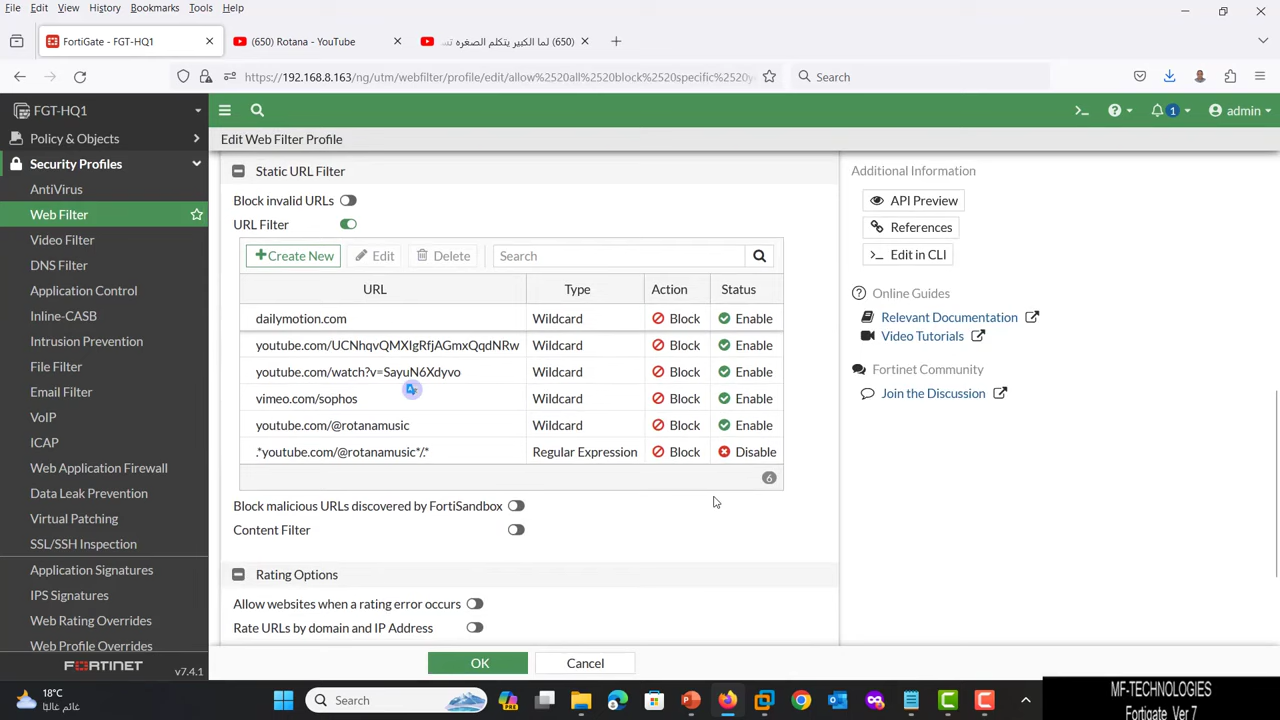 File Edit View History Bookmarks Tools Help
FortiGate - FGT-HQ1
(650) Rotana - YouTube
(650) لما الكبير يتكلم الصغره تس
https://192.168.8.163/ng/utm/webfilter/profile/edit/allow%2520all%2520block%2520specific%2520y
Search
FGT-HQ1
admin
1
Policy & Objects
Security Profiles
AntiVirus
Web Filter
Video Filter
DNS Filter
Application Control
Inline-CASB
Intrusion Prevention
File Filter
Email Filter
VoIP
ICAP
Web Application Firewall
Data Leak Prevention
Virtual Patching
SSL/SSH Inspection
Application Signatures
IPS Signatures
Web Rating Overrides
Web Profile Overrides
FORTINET v7.4.1
Edit Web Filter Profile
Static URL Filter
Block invalid URLs
URL Filter
Create New Edit Delete Search
URL Type Action Status
dailymotion.com Wildcard Block Enable
youtube.com/UCNhqvQMXIgRfjAGmxQqdNRw Wildcard Block Enable
youtube.com/watch?v=SayuN6Xdyvo Wildcard Block Enable
vimeo.com/sophos Wildcard Block Enable
youtube.com/@rotanamusic Wildcard Block Enable
.*youtube.com/@rotanamusic*/.* Regular Expression Block Disable
6
Block malicious URLs discovered by FortiSandbox
Content Filter
Rating Options
Allow websites when a rating error occurs
Rate URLs by domain and IP Address
OK Cancel
Additional Information
API Preview
References
Edit in CLI
Online Guides
Relevant Documentation
Video Tutorials
Fortinet Community
Join the Discussion
18°C
غائم غالبًا
Search
MF-TECHNOLOGIES
Fortigate Ver 7